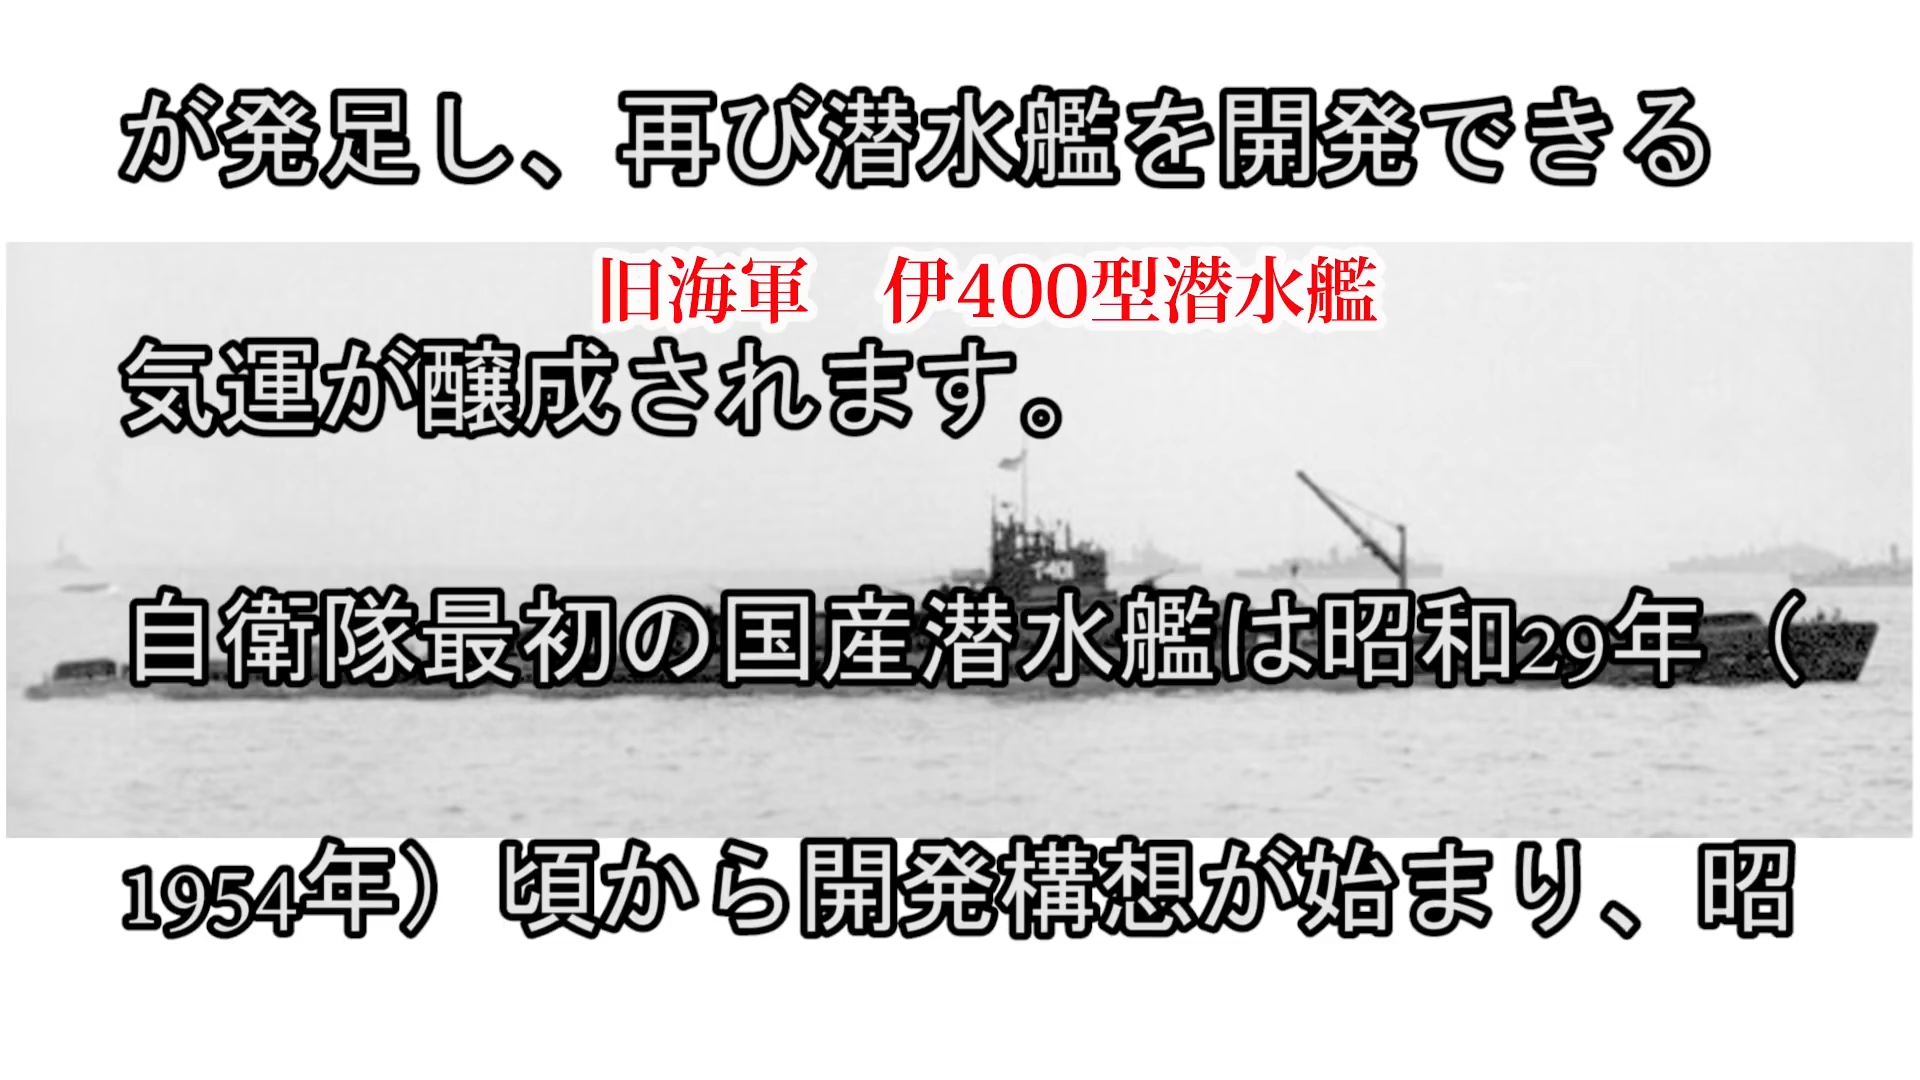 が発足し、再び潜水艦を開発できる
旧海軍　伊400型潜水艦
気運が醸成されます。
I-401
自衛隊最初の国産潜水艦は昭和29年（
1954年）頃から開発構想が始まり、昭